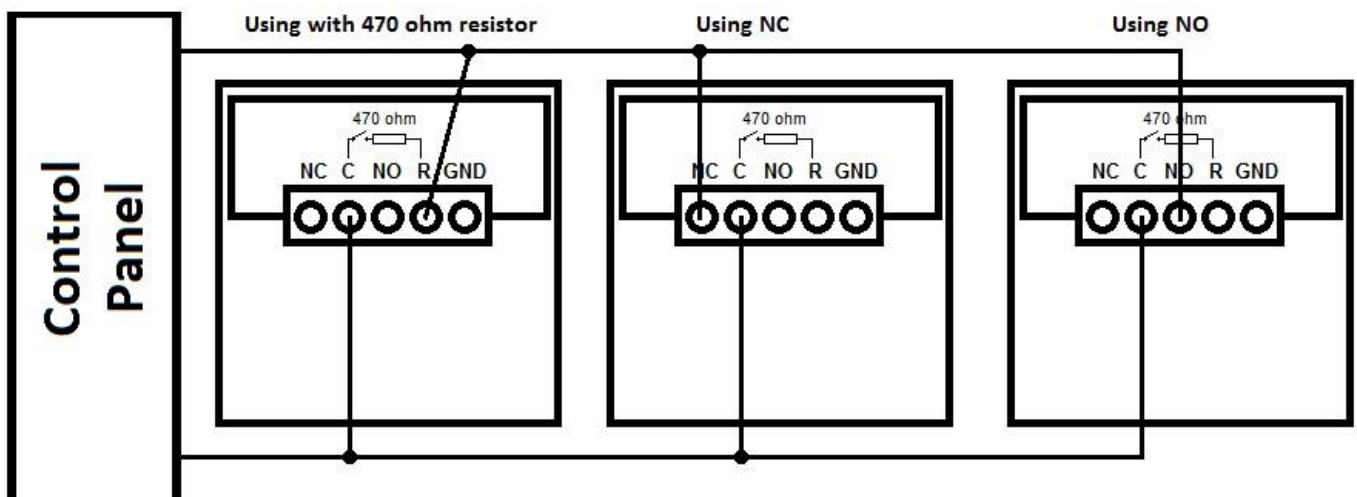 Using with 470 ohm resistor
Using NC
Using NO
Control
Panel
470 ohm
NC C NO R GND
470 ohm
NC C NO R GND
470 ohm
NC C NO R GND